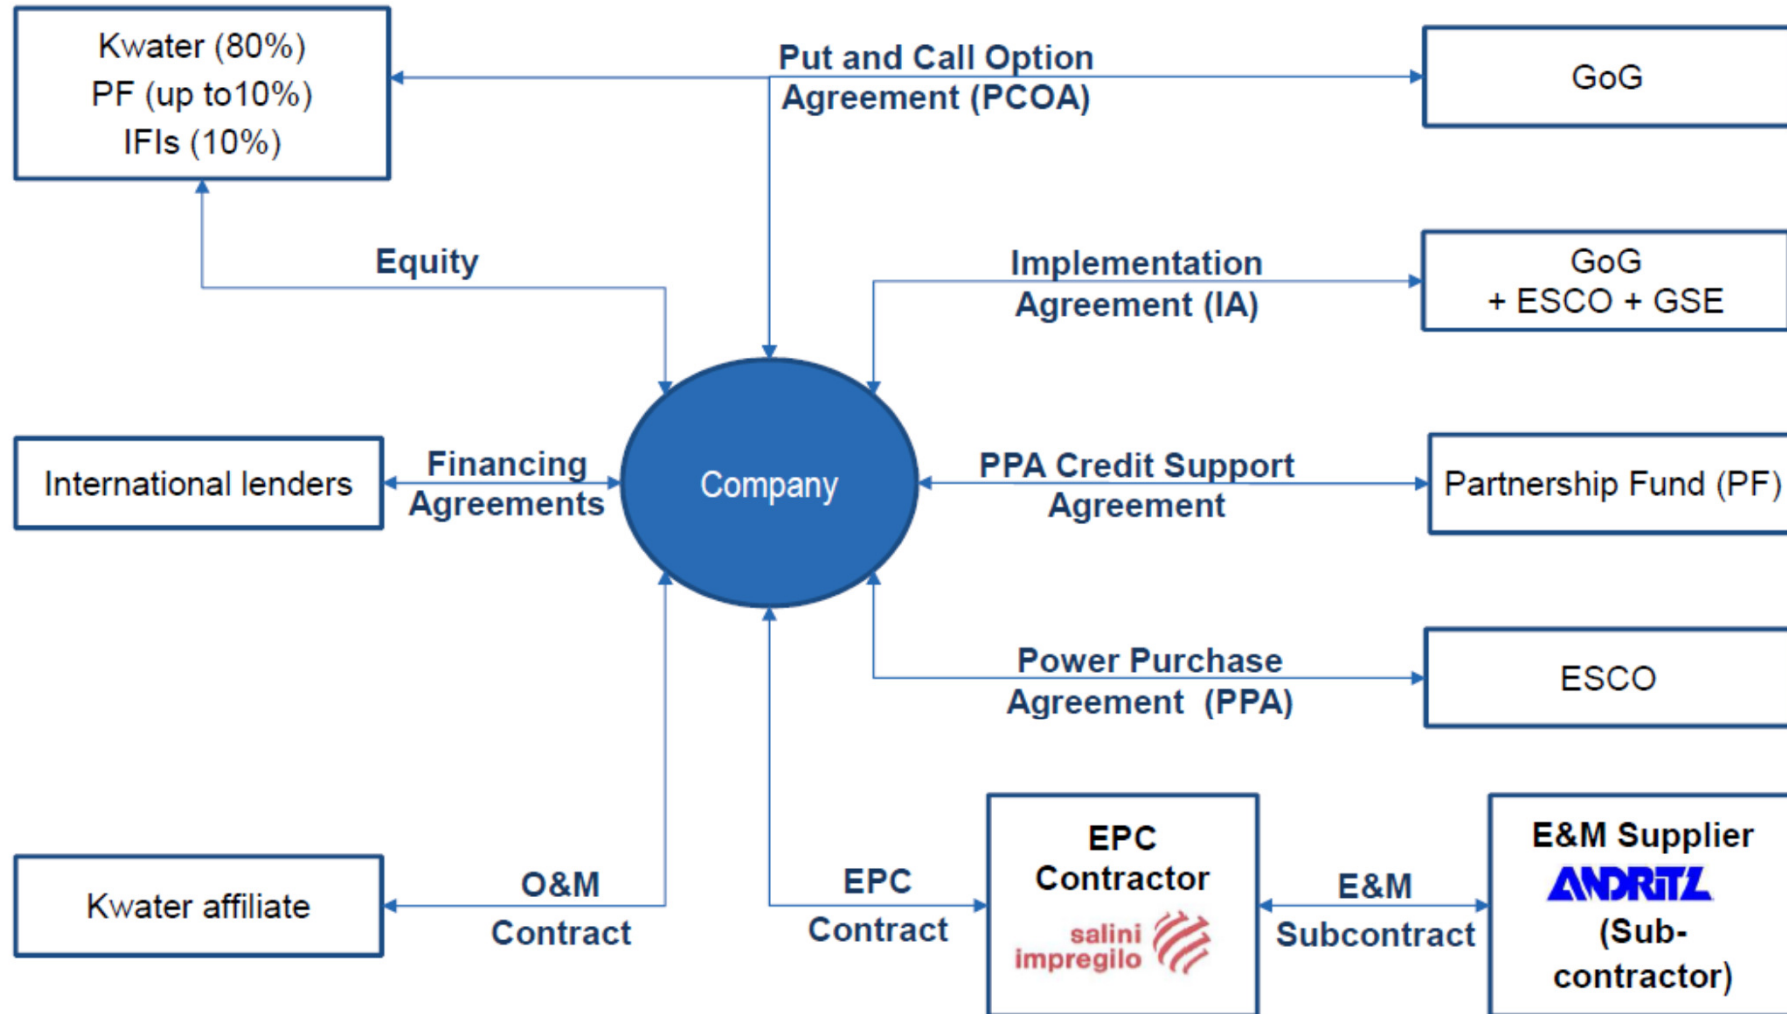 Kwater (80%)
PF (up to10%)
IFIs (10%)
Put and Call Option
Agreement (PCOA)
GoG
Equity
Implementation
Agreement (IA)
GoG
+ ESCO + GSE
International lenders
Financing
Agreements
Company
PPA Credit Support
Agreement
Partnership Fund (PF)
Power Purchase
Agreement (PPA)
ESCO
Kwater affiliate
O&M
Contract
EPC
Contract
EPC
Contractor
salini
impregilo
E&M
Subcontract
E&M Supplier
ANDRITZ
(Sub-
contractor)